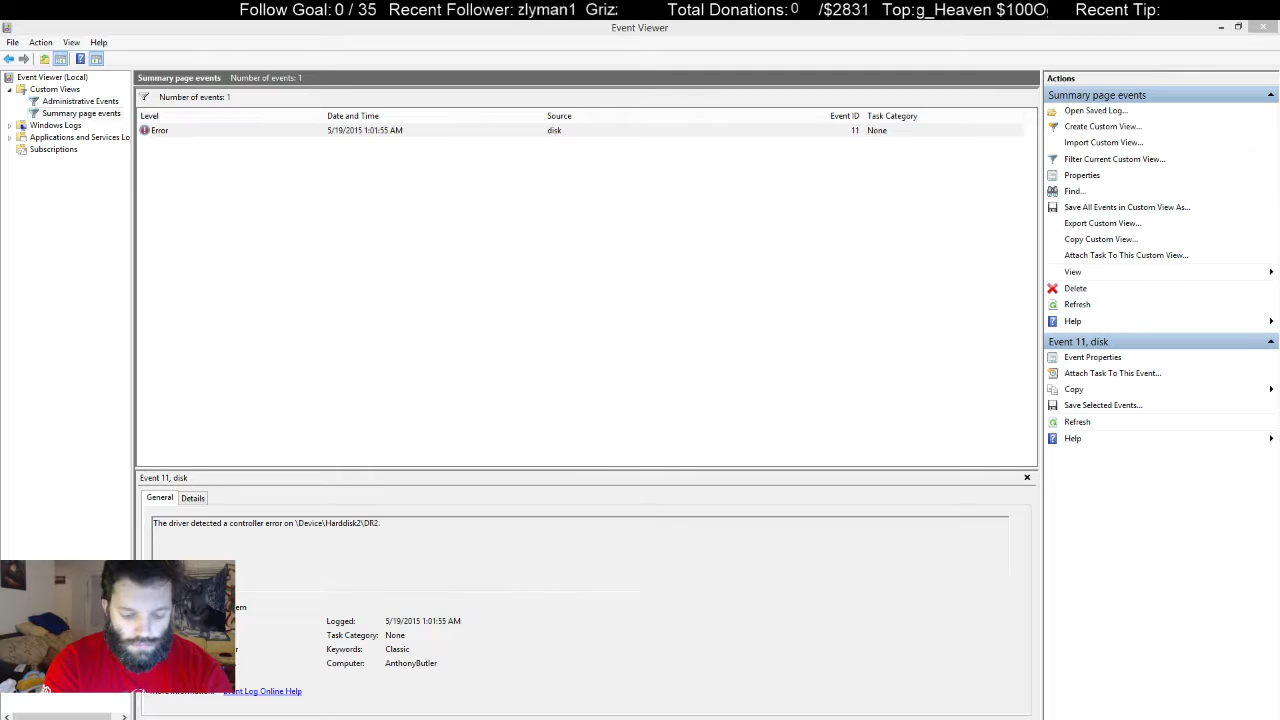 Follow Goal: 0 / 35 Recent Follower: zlyman1 Griz: Total Donations: 0 /$2831 Top:g_Heaven $100O Recent Tip:
Event Viewer
File Action View Help
Event Viewer (Local)
Custom Views
Administrative Events
Summary page events
Windows Logs
Applications and Services Lo
Subscriptions
Summary page events Number of events: 1
Number of events: 1
Level Date and Time Source Event ID Task Category
Error 5/19/2015 1:01:55 AM disk 11 None
Event 11, disk
General Details
The driver detected a controller error on \Device\Harddisk2\DR2.
em
Logged: 5/19/2015 1:01:55 AM
Task Category: None
Keywords: Classic
Computer: AnthonyButler
Event Log Online Help
Actions
Summary page events
Open Saved Log...
Create Custom View...
Import Custom View...
Filter Current Custom View...
Properties
Find...
Save All Events in Custom View As...
Export Custom View...
Copy Custom View...
Attach Task To This Custom View...
View
Delete
Refresh
Help
Event 11, disk
Event Properties
Attach Task To This Event...
Copy
Save Selected Events...
Refresh
Help